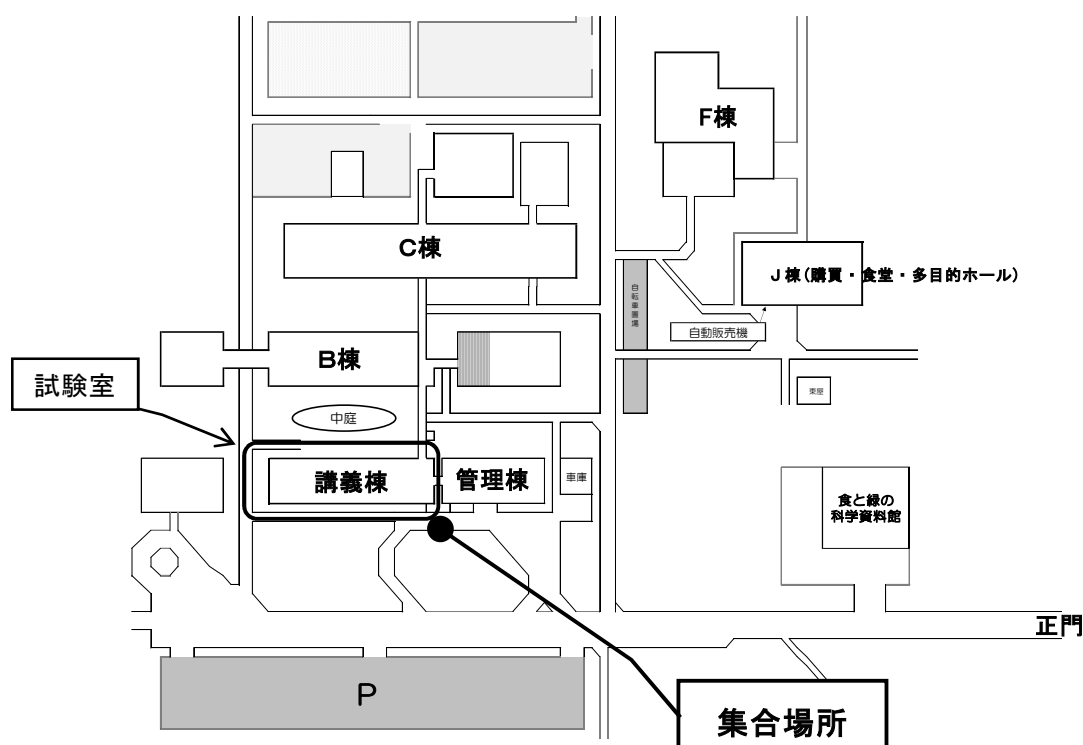 F棟
C棟
J棟(購買・食堂・多目的ホール)
自転車置場
自動販売機
B棟
試験室
東屋
中庭
講義棟
管理棟
車庫
食と緑の
科学資料館
正門
P
集合場所